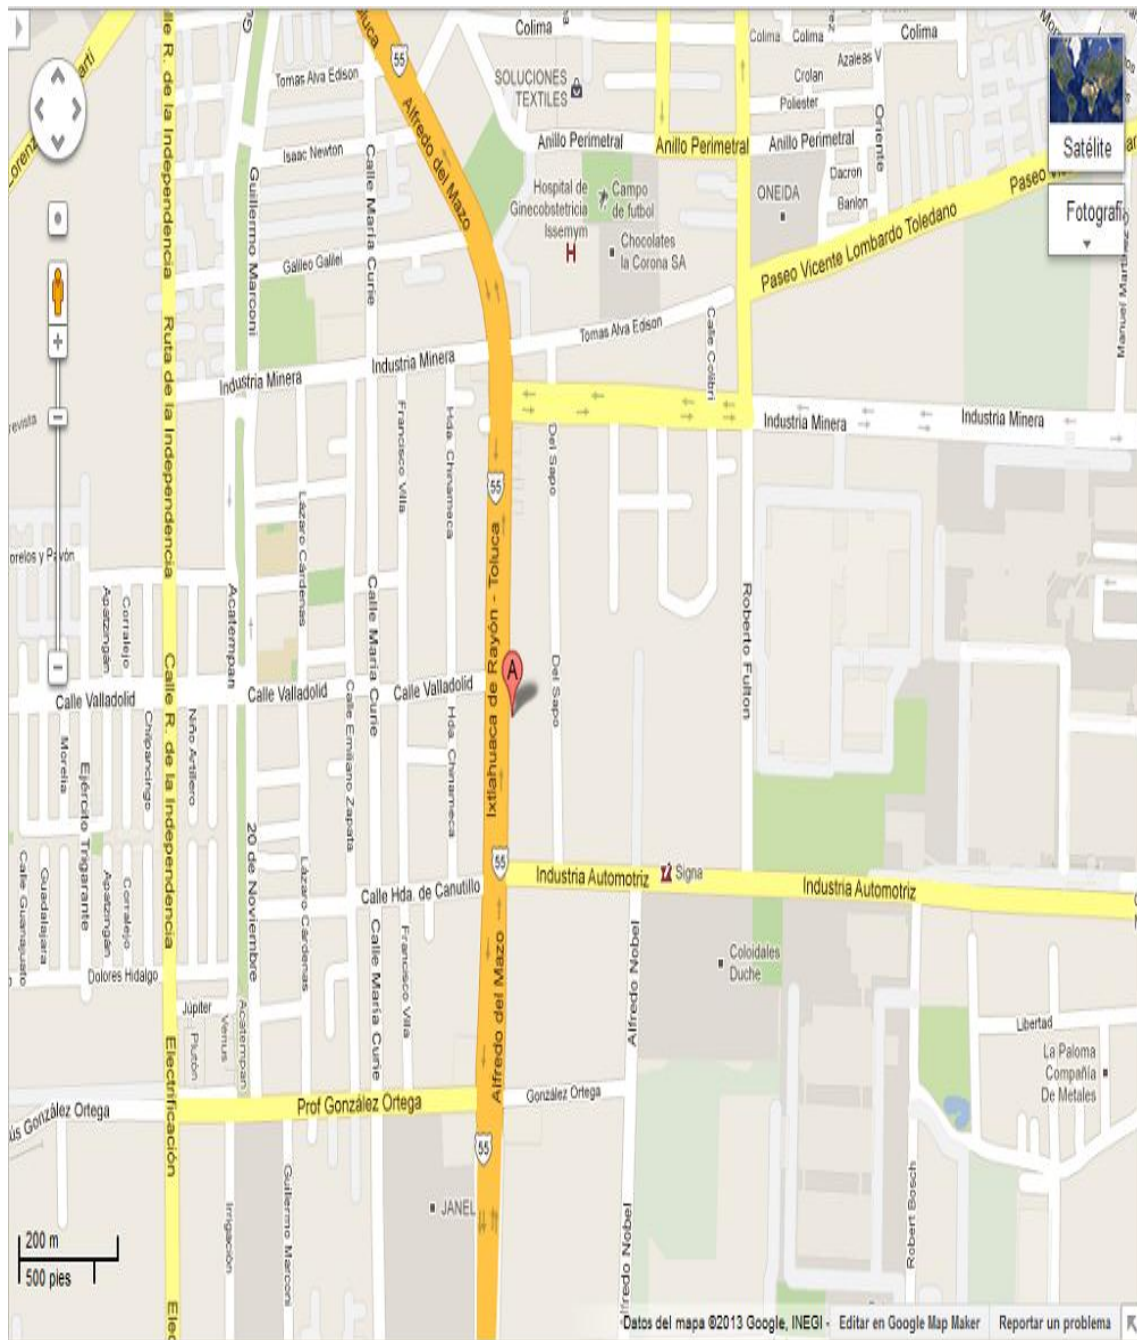 Colima
Colima
Colima
Colima
55
Tomas Alva Edison
SOLUCIONES
TEXTILES
Azaleas V
Crolan
Poliester
Oriente
Satélite
Calle R. de la Independencia
Alfredo del Mazo
Isaac Newton
Anillo Perimetral
Anillo Perimetral
Anillo Perimetral
Guillermo Marconi
Calle María Curie
Hospital de
Ginecobstetricia
Issemym
H
Campo
de futbol
Chocolates
la Corona SA
ONEIDA
Dacron
Banlon
Paseo Vicente Lombardo Toledano
Galileo Galilei
Tomas Alva Edison
Calle Colibri
Ruta de la Independencia
Industria Minera
Industria Minera
Industria Minera
Industria Minera
Francisco Villa
Hda. Chinameca
Del Sapo
55
Lázaro Cárdenas
Ixtlahuaca de Rayón - Toluca
Acatempan
Apatzingán
Corralejo
Calle María Curie
Roberto Fulton
A
Del Sapo
Calle Valladolid
Calle Valladolid
Calle Valladolid
Calle R. de la Independencia
Calle Emiliano Zapata
Hda. Chinameca
Morelia
Ejército Trigarante
Chilpancingo
Niño Artillero
20 de Noviembre
Lázaro Cárdenas
55
Industria Automotriz
Signa
Industria Automotriz
Calle Hda. de Canutillo
Calle Guanajuato
Guadalajara
Apatzingán
Corralejo
Dolores Hidalgo
Calle María Curie
Francisco Villa
Alfredo del Mazo
Alfredo Nobel
Coloidales
Duche
Júpiter
Venus
Plutón
Acatempan
Libertad
La Paloma
Compañía
De Metales
Electrificación
Prof González Ortega
González Ortega
González Ortega
55
JANEL
Irrigación
Guillermo Marconi
Alfredo Nobel
Robert Bosch
200 m
500 pies
Datos del mapa ©2013 Google, INEGI -
Editar en Google Map Maker
Reportar un problema